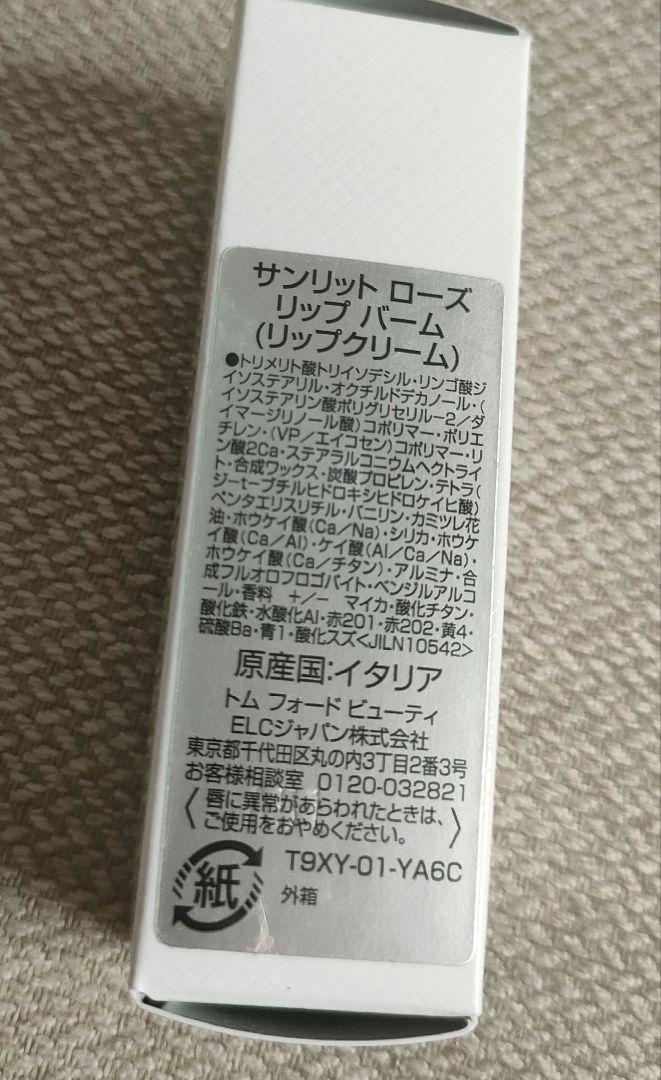 サンリット ローズ
リップ バーム
(リップクリーム)
●トリメリト酸トリイソデシル・リンゴ酸ジ
イソステアリル・オクチルドデカノール・(
イソステアリン酸ポリグリセリル－2／ダ
イマージリノール酸)コポリマー・ポリエ
チレン・(VP／エイコセン)コポリマー・リ
ン酸2Ca・ステアラルコニウムヘクトライ
ト・合成ワックス・炭酸プロピレン・テトラ(
ジーt－ブチルヒドロキシヒドロケイヒ酸)
ペンタエリスリチル・バニリン・カミツレ花
油・ホウケイ酸(Ca／Na)・シリカ・ホウケ
イ酸(Ca／Al)・ケイ酸(Al／Ca／Na)・
ホウケイ酸(Ca／チタン)・アルミナ・合
成フルオロフロゴパイト・ベンジルアルコ
ール・香料 +／− マイカ・酸化チタン・
酸化鉄・水酸化Al・赤201・赤202・黄4・
硫酸Ba・青1・酸化スズ<JILN10542>
原産国:イタリア
トム フォード ビューティ
ELCジャパン株式会社
東京都千代田区丸の内3丁目2番3号
お客様相談室 0120-032821
〈唇に異常があらわれたときは、
ご使用をおやめください。〉
T9XY-01-YA6C
紙
外箱